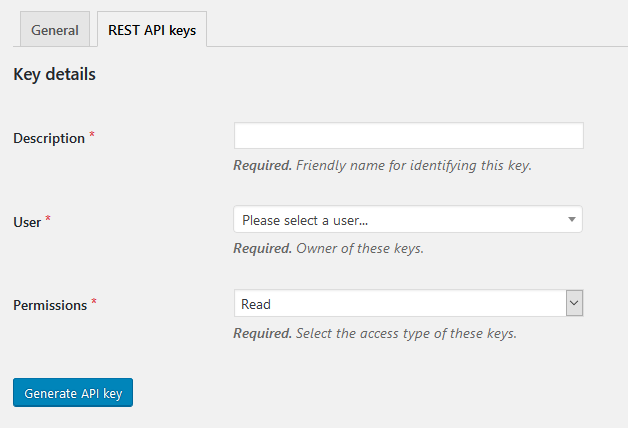 General
REST API keys
Key details
Description *
Required. Friendly name for identifying this key.
User *
Please select a user...
Required. Owner of these keys.
Permissions *
Read
Required. Select the access type of these keys.
Generate API key